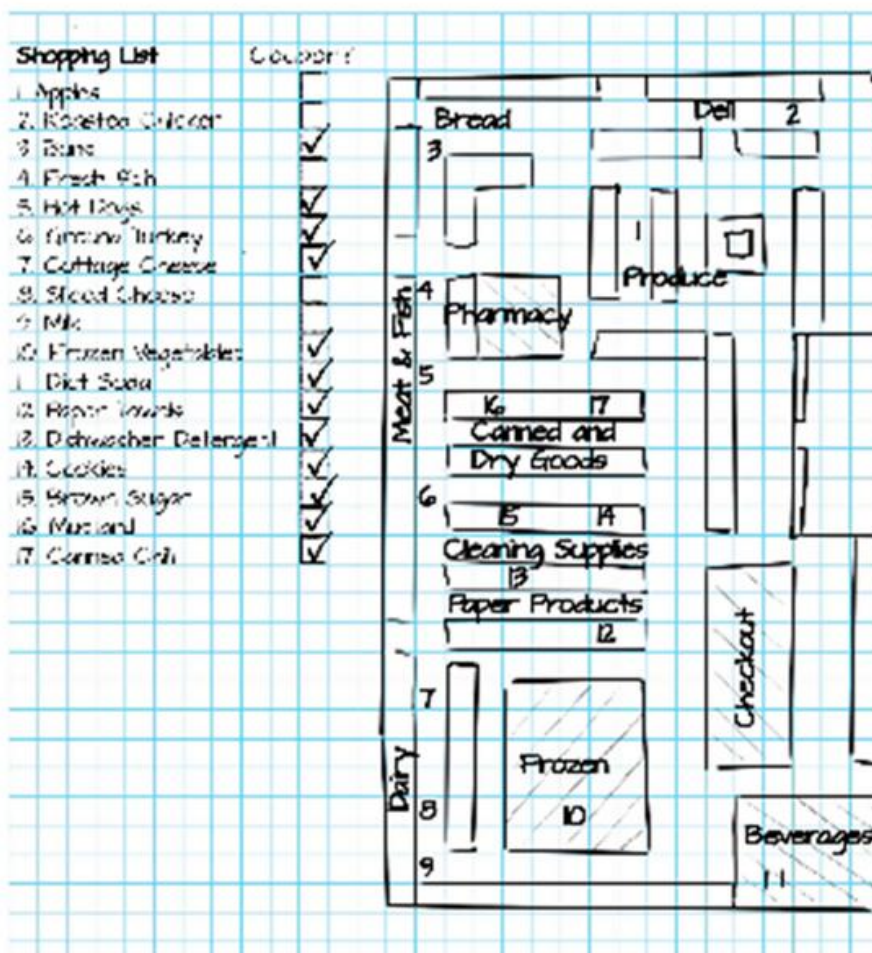 Shopping List Coupon?
1. Apples
2. Roasted Chicken
3. Buns
4. Fresh Fish
5. Hot Dogs
6. Ground Turkey
7. Cottage Cheese
8. Sliced Cheese
9. Milk
10. Frozen Vegetables
11. Diet Soda
12. Paper Towels
13. Dishwasher Detergent
14. Cookies
15. Brown Sugar
16. Mustard
17. Canned Chili
Bread
Deli 2
3
1
Produce
4
Pharmacy
Meat & Fish
5
16 17
Canned and
Dry Goods
6
15 14
Cleaning Supplies
13
Paper Products
12
7
Checkout
Frozen
Dairy
10
8
Beverages
9
11